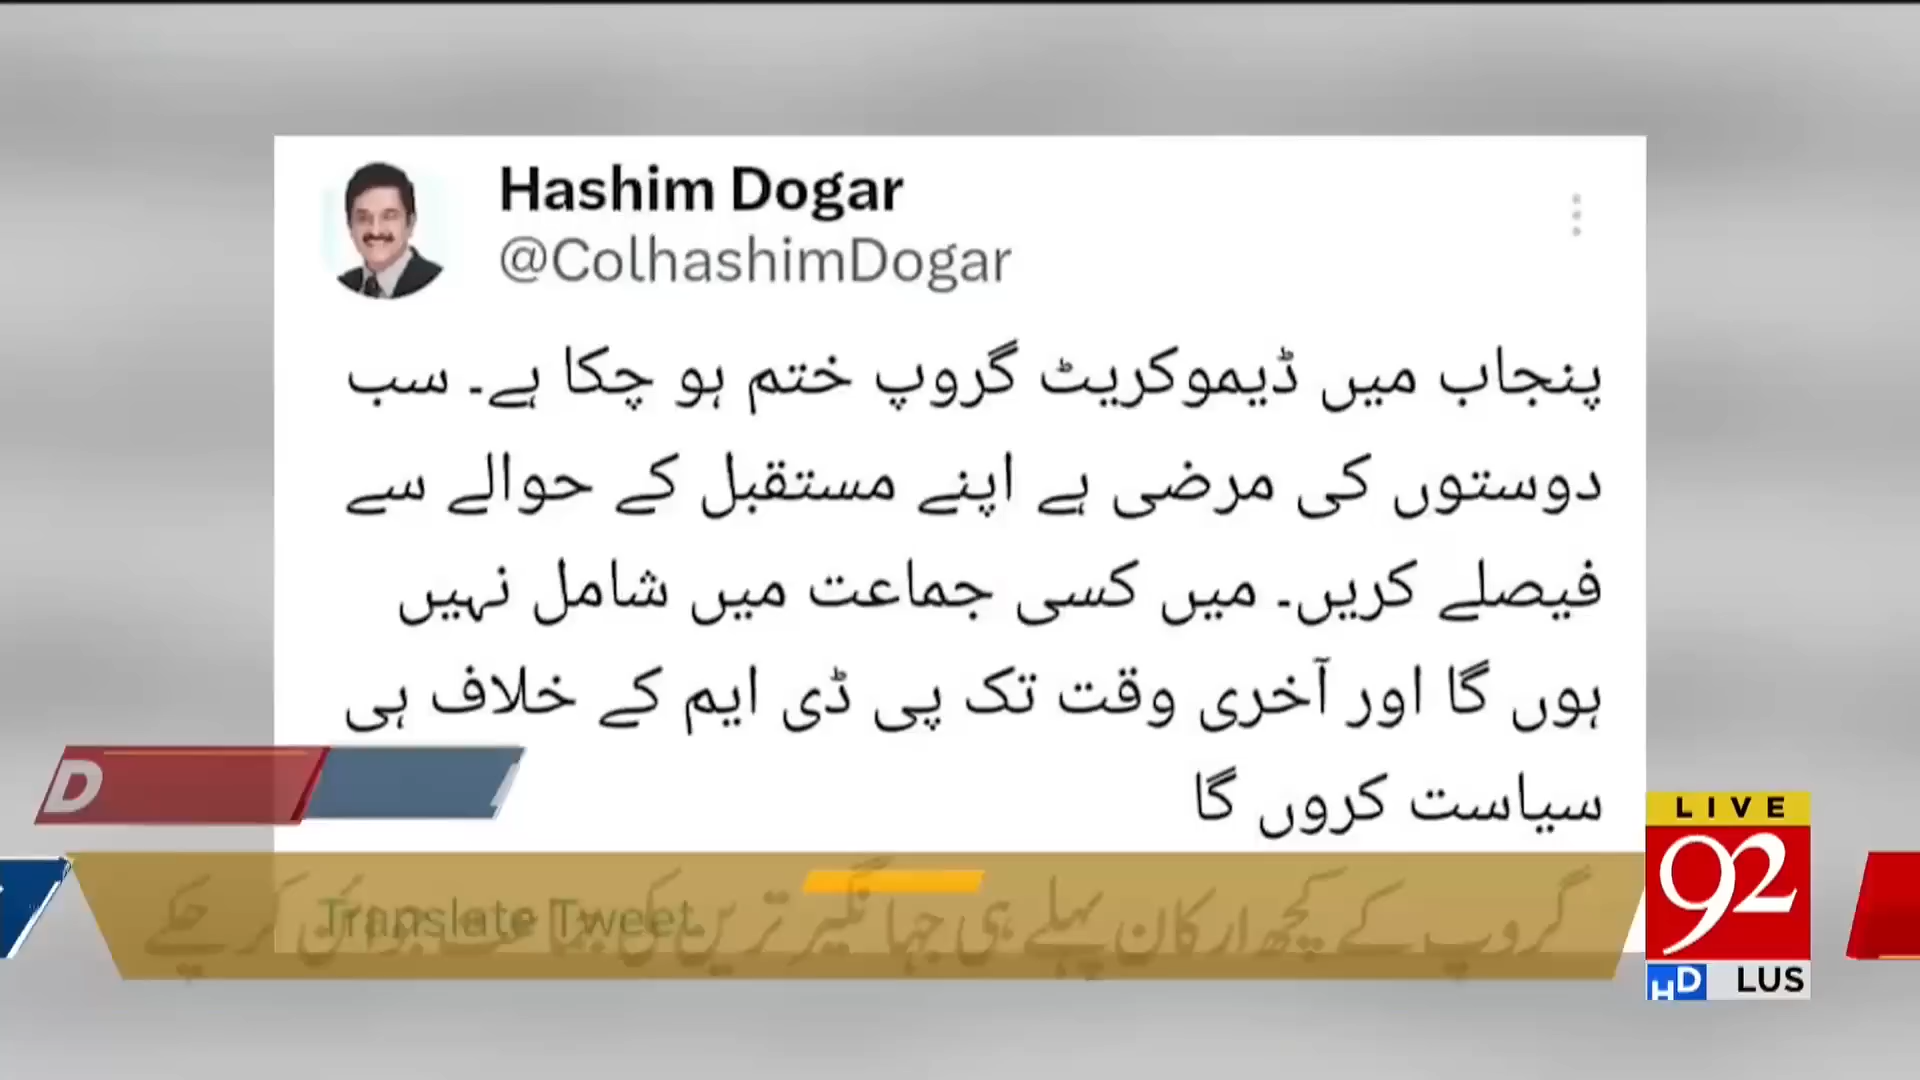 Hashim Dogar
@ColhashimDogar
پنجاب میں ڈیموکریٹ گروپ ختم ہو چکا ہے۔ سب
دوستوں کی مرضی ہے اپنے مستقبل کے حوالے سے
فیصلے کریں۔ میں کسی جماعت میں شامل نہیں
ہوں گا اور آخری وقت تک پی ڈی ایم کے خلاف ہی
سیاست کروں گا
D
Translate Tweet
گروپ کے کچھ ارکان پہلے ہی جہانگیر ترین کی جماعت جوائن کر چکے
LIVE
92
HD LUS